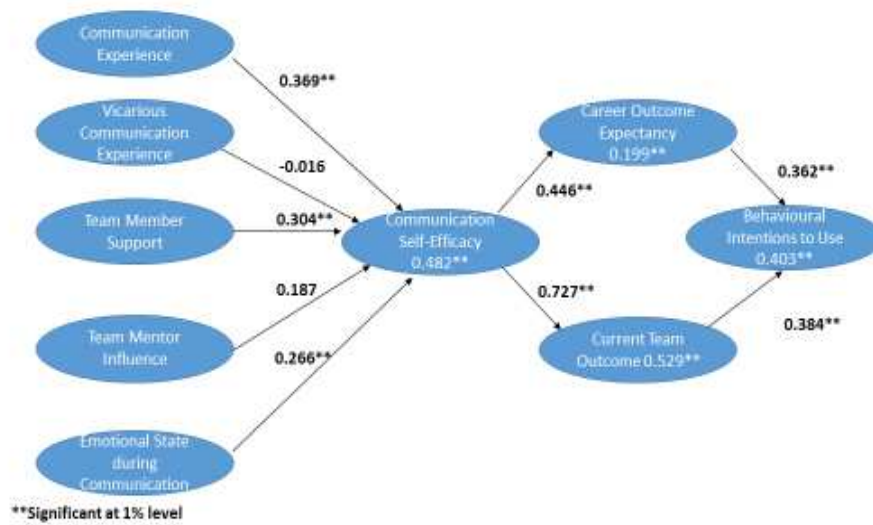 Communication
Experience
0.369**
Vicarious
Communication
Experience
-0.016
Team Member
Support
0.304**
Team Mentor
Influence
0.187
Emotional State
during
Communication
0.266**
Communication
Self-Efficacy
0.482**
0.446**
0.727**
Career Outcome
Expectancy
0.199**
0.362**
Current Team
Outcome 0.529**
0.384**
Behavioural
Intentions to Use
0.403**
**Significant at 1% level